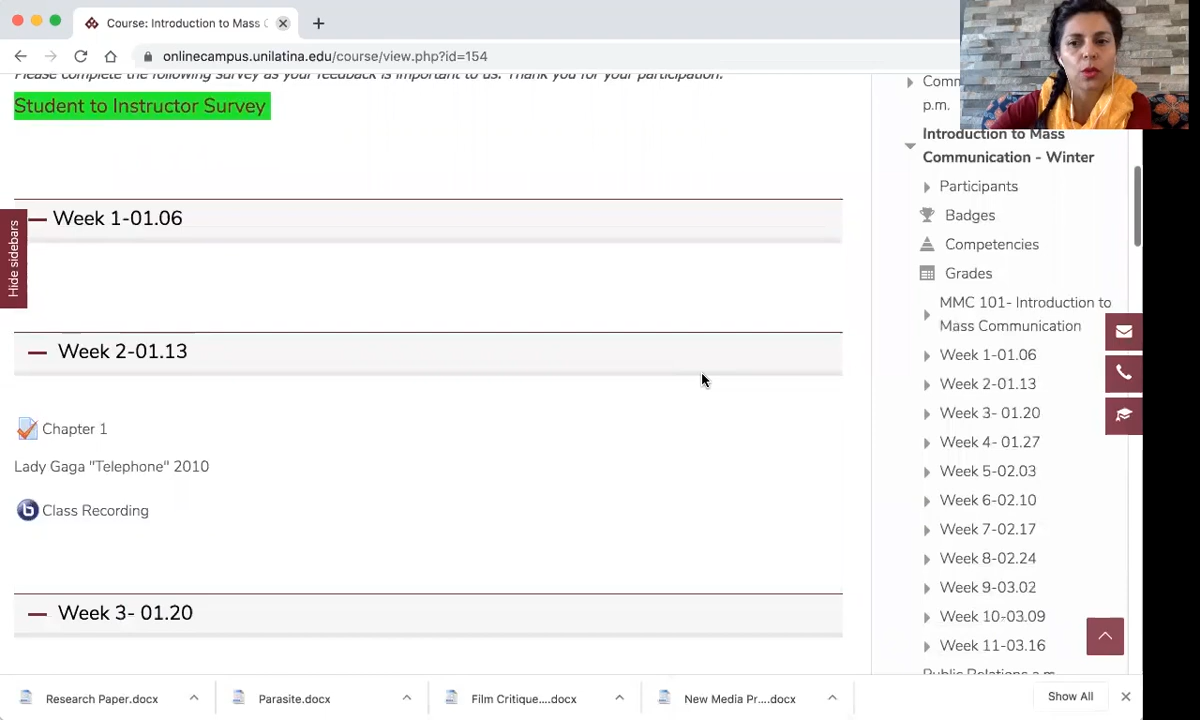 Course: Introduction to Mass C
onlinecampus.unilatina.edu/course/view.php?id=154
Please complete the following survey as your feedback is important to us. Thank you for your participation.
Student to Instructor Survey
Week 1-01.06
Hide sidebars
Week 2-01.13
Chapter 1
Lady Gaga "Telephone" 2010
Class Recording
Week 3- 01.20
Comm
p.m.
Introduction to Mass
Communication - Winter
Participants
Badges
Competencies
Grades
MMC 101- Introduction to
Mass Communication
Week 1-01.06
Week 2-01.13
Week 3- 01.20
Week 4- 01.27
Week 5-02.03
Week 6-02.10
Week 7-02.17
Week 8-02.24
Week 9-03.02
Week 10-03.09
Week 11-03.16
Public Relations a.m.
Research Paper.docx
Parasite.docx
Film Critique....docx
New Media Pr....docx
Show All